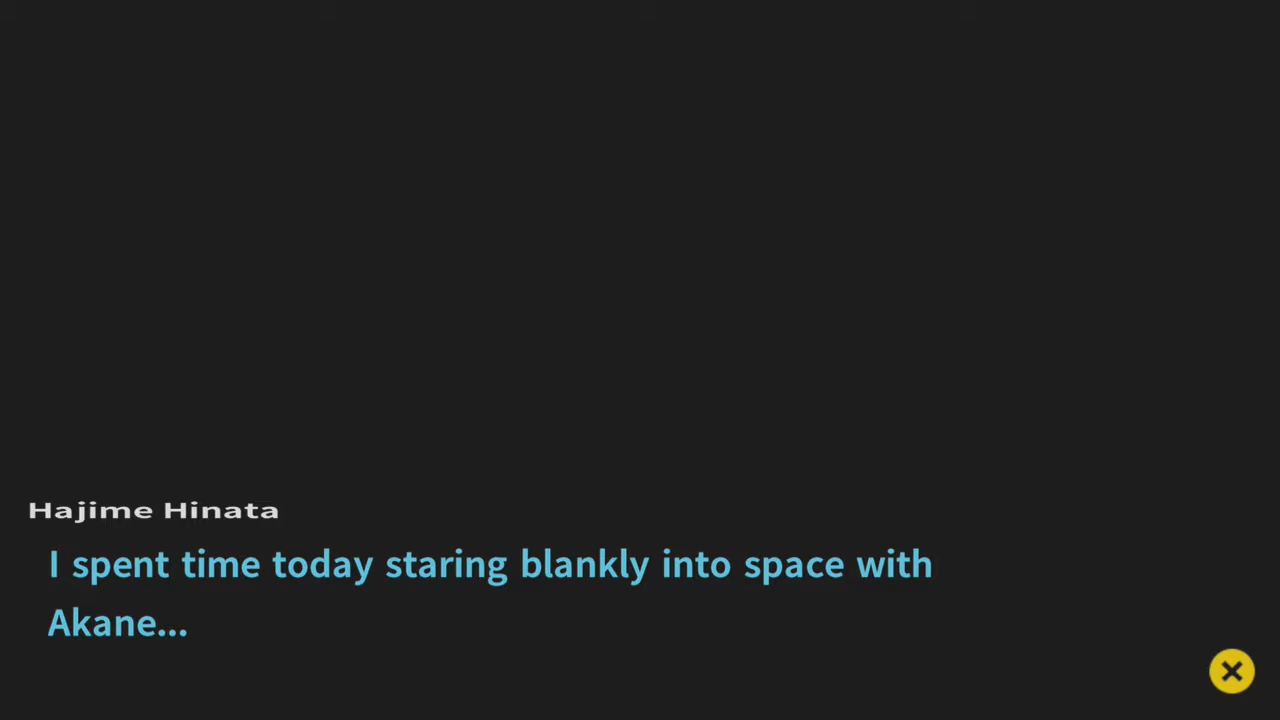 Hajime Hinata
I spent time today staring blankly into space with
Akane...